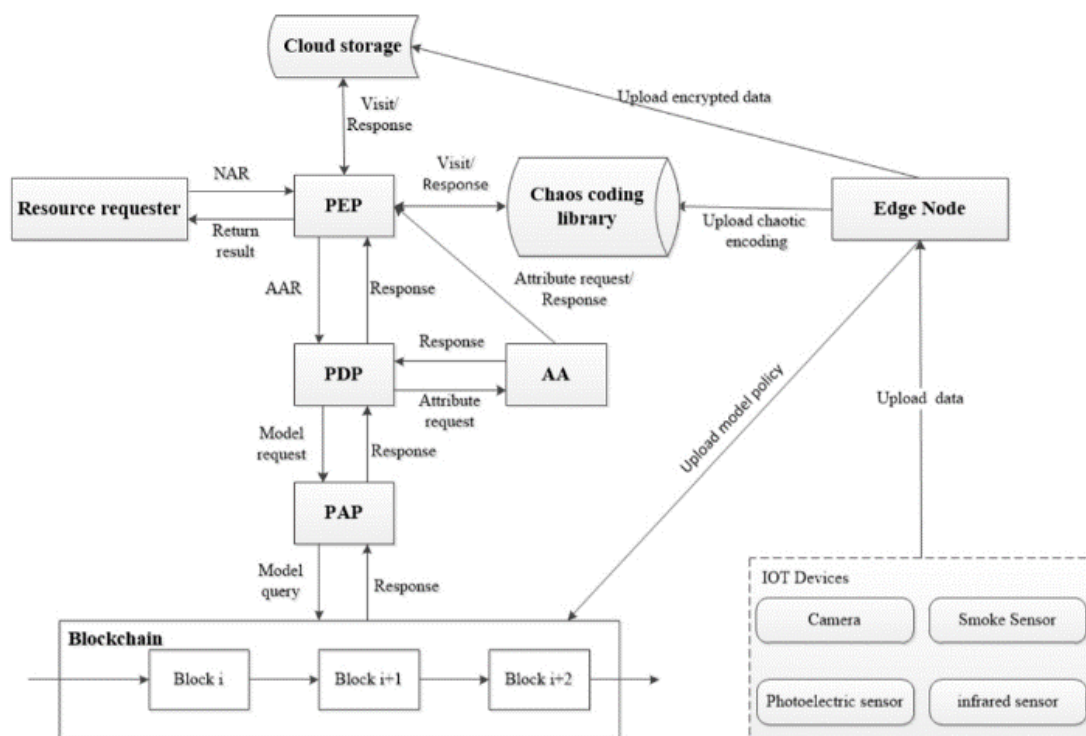 Cloud storage
Upload encrypted data
Visit/
Response
NAR
Resource requester
Return
result
PEP
Visit/
Response
Chaos coding
library
Upload chaotic
encoding
Edge Node
AAR
Response
Attribute request/
Response
PDP
Response
Attribute
request
AA
Upload model policy
Upload data
Model
request
Response
PAP
Model
query
Response
Blockchain
Block i
Block i+1
Block i+2
IOT Devices
Camera
Smoke Sensor
Photoelectric sensor
infrared sensor